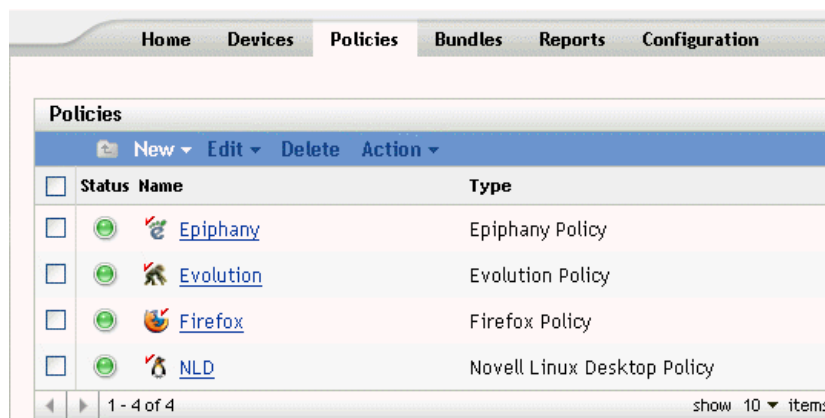 Home Devices Policies Bundles Reports Configuration
Policies
New Edit Delete Action
Status Name Type
Epiphany Epiphany Policy
Evolution Evolution Policy
Firefox Firefox Policy
NLD Novell Linux Desktop Policy
1 - 4 of 4 show 10 items